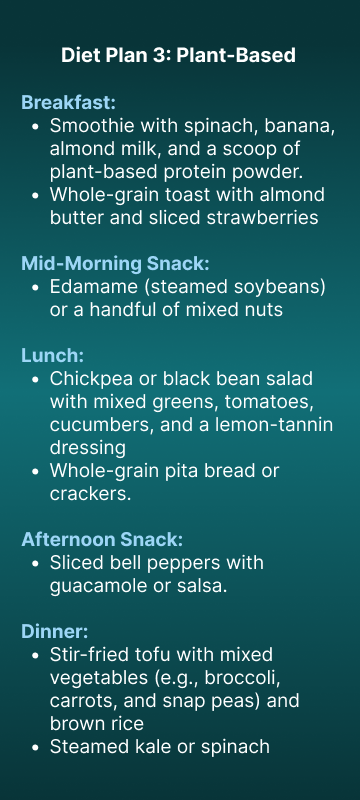 Diet Plan 3: Plant-Based
Breakfast:
• Smoothie with spinach, banana,
almond milk, and a scoop of
plant-based protein powder.
• Whole-grain toast with almond
butter and sliced strawberries
Mid-Morning Snack:
• Edamame (steamed soybeans)
or a handful of mixed nuts
Lunch:
• Chickpea or black bean salad
with mixed greens, tomatoes,
cucumbers, and a lemon-tannin
dressing
• Whole-grain pita bread or
crackers.
Afternoon Snack:
• Sliced bell peppers with
guacamole or salsa.
Dinner:
• Stir-fried tofu with mixed
vegetables (e.g., broccoli,
carrots, and snap peas) and
brown rice
• Steamed kale or spinach